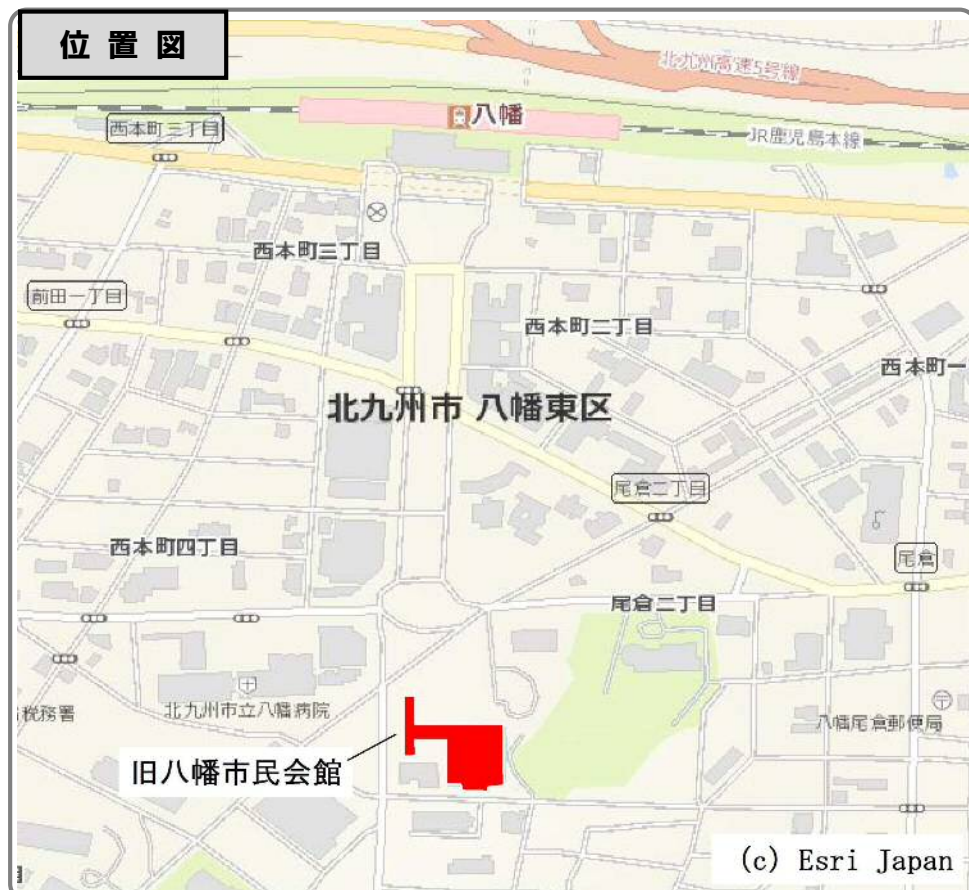 位置図
北九州高速5号線
八幡
西本町三丁目
JR鹿児島本線
西本町三丁目
前田一丁目
西本町二丁目
西本町一
北九州市 八幡東区
尾倉二丁目
西本町四丁目
尾倉
尾倉二丁目
税務署
北九州市立八幡病院
八幡尾倉郵便局
旧八幡市民会館
(c) Esri Japan